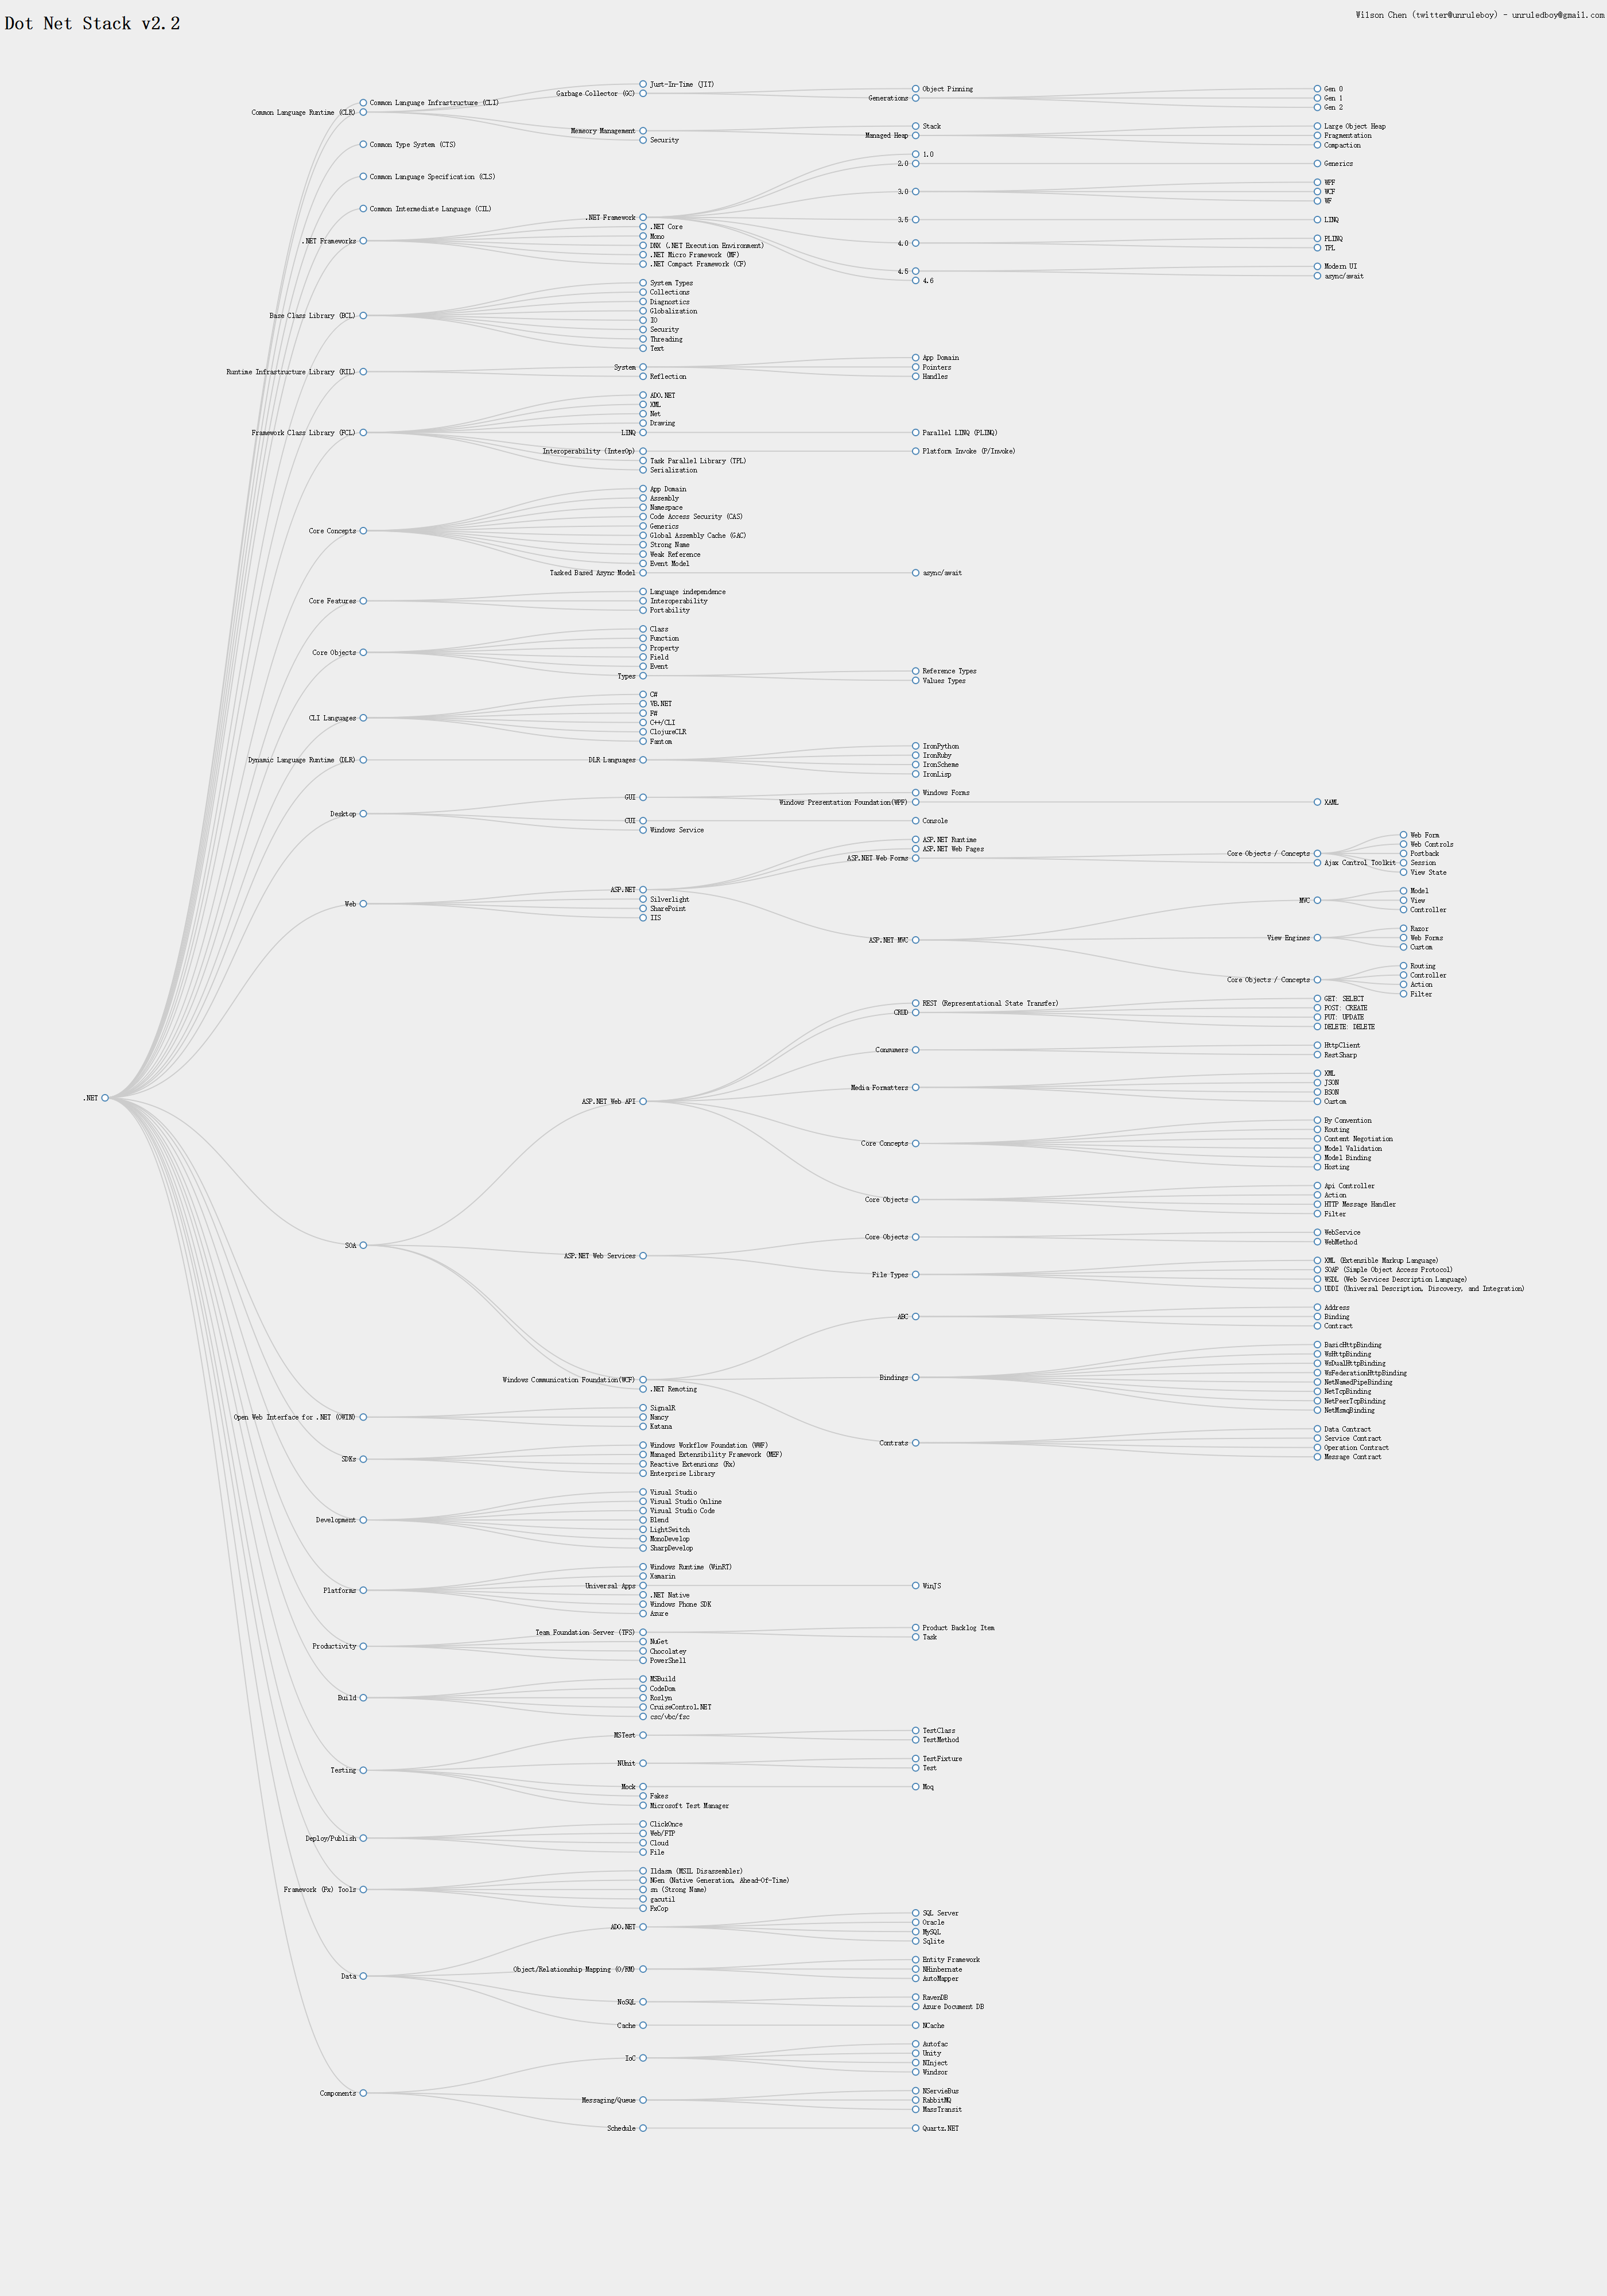 Dot Net Stack v2.2
Wilson Chen (twitter@unruleboy) - unruledboy@gmail.com
.NET
Common Language Infrastructure (CLI)
Common Language Runtime (CLR)
Just-In-Time (JIT)
Garbage Collector (GC)
Object Pinning
Generations
Gen 0
Gen 1
Gen 2
Memeory Management
Stack
Managed Heap
Large Object Heap
Fragmentation
Compaction
Security
Common Type System (CTS)
Common Language Specification (CLS)
Common Intermediate Language (CIL)
.NET Frameworks
.NET Framework
1.0
2.0
Generics
3.0
WPF
WCF
WF
3.5
LINQ
4.0
PLINQ
TPL
4.5
Modern UI
async/await
4.6
.NET Core
Mono
DNX (.NET Execution Environment)
.NET Micro Framework (MF)
.NET Compact Framework (CF)
Base Class Library (BCL)
System Types
Collections
Diagnostics
Globalization
IO
Security
Threading
Text
Runtime Infrastructure Library (RIL)
System
App Domain
Pointers
Handles
Reflection
Framework Class Library (FCL)
ADO.NET
XML
Net
Drawing
LINQ
Parallel LINQ (PLINQ)
Interoperability (InterOp)
Platform Invoke (P/Invoke)
Task Parallel Library (TPL)
Serialization
Core Concepts
App Domain
Assembly
Namespace
Code Access Security (CAS)
Generics
Global Assembly Cache (GAC)
Strong Name
Weak Reference
Event Model
Tasked Based Async Model
async/await
Core Features
Language independence
Interoperability
Portability
Core Objects
Class
Function
Property
Field
Event
Types
Reference Types
Values Types
CLI Languages
C#
VB.NET
F#
C++/CLI
ClojureCLR
Fantom
Dynamic Language Runtime (DLR)
DLR Languages
IronPython
IronRuby
IronScheme
IronLisp
Desktop
GUI
Windows Forms
Windows Presentation Foundation(WPF)
XAML
CUI
Console
Windows Service
Web
ASP.NET
ASP.NET Runtime
ASP.NET Web Pages
ASP.NET Web Forms
Core Objects / Concepts
Web Form
Web Controls
Postback
Session
View State
Ajax Control Toolkit
ASP.NET MVC
MVC
Model
View
Controller
View Engines
Razor
Web Forms
Custom
Core Objects / Concepts
Routing
Controller
Action
Filter
Silverlight
SharePoint
IIS
SOA
ASP.NET Web API
REST (Representational State Transfer)
CRUD
GET: SELECT
POST: CREATE
PUT: UPDATE
DELETE: DELETE
Consumers
HttpClient
RestSharp
Media Formatters
XML
JSON
BSON
Custom
Core Concepts
By Convention
Routing
Content Negotiation
Model Validation
Model Binding
Hosting
Core Objects
Api Controller
Action
HTTP Message Handler
Filter
ASP.NET Web Services
Core Objects
WebService
WebMethod
File Types
XML (Extensible Markup Language)
SOAP (Simple Object Access Protocol)
WSDL (Web Services Description Language)
UDDI (Universal Description, Discovery, and Integration)
Windows Communication Foundation(WCF)
ABC
Address
Binding
Contract
Bindings
BasicHttpBinding
WsHttpBinding
WsDualHttpBinding
WsFederationHttpBinding
NetNamedPipeBinding
NetTcpBinding
NetPeerTcpBinding
NetMsmqBinding
Contrats
Data Contract
Service Contract
Operation Contract
Message Contract
.NET Remoting
Open Web Interface for .NET (OWIN)
SignalR
Nancy
Katana
SDKs
Windows Workflow Foundation (WWF)
Managed Extensibility Framework (MEF)
Reactive Extensions (Rx)
Enterprise Library
Development
Visual Studio
Visual Studio Online
Visual Studio Code
Blend
LightSwitch
MonoDevelop
SharpDevelop
Platforms
Windows Runtime (WinRT)
Xamarin
Universal Apps
WinJS
.NET Native
Windows Phone SDK
Azure
Productivity
Team Foundation Server (TFS)
Product Backlog Item
Task
NuGet
Chocolatey
PowerShell
Build
MSBuild
CodeDom
Roslyn
CruiseControl.NET
csc/vbc/fsc
Testing
MSTest
TestClass
TestMethod
NUnit
TestFixture
Test
Mock
Moq
Fakes
Microsoft Test Manager
Deploy/Publish
ClickOnce
Web/FTP
Cloud
File
Framework (Fx) Tools
Ildasm (MSIL Disassembler)
NGen (Native Generation, Ahead-Of-Time)
sn (Strong Name)
gacutil
FxCop
Data
ADO.NET
SQL Server
Oracle
MySQL
Sqlite
Object/Relationship Mapping (O/RM)
Entity Framework
NHinbernate
AutoMapper
NoSQL
RavenDB
Azure Document DB
Cache
NCache
Components
IoC
Autofac
Unity
NInject
Windsor
Messaging/Queue
NServieBus
RabbitMQ
MassTransit
Schedule
Quartz.NET